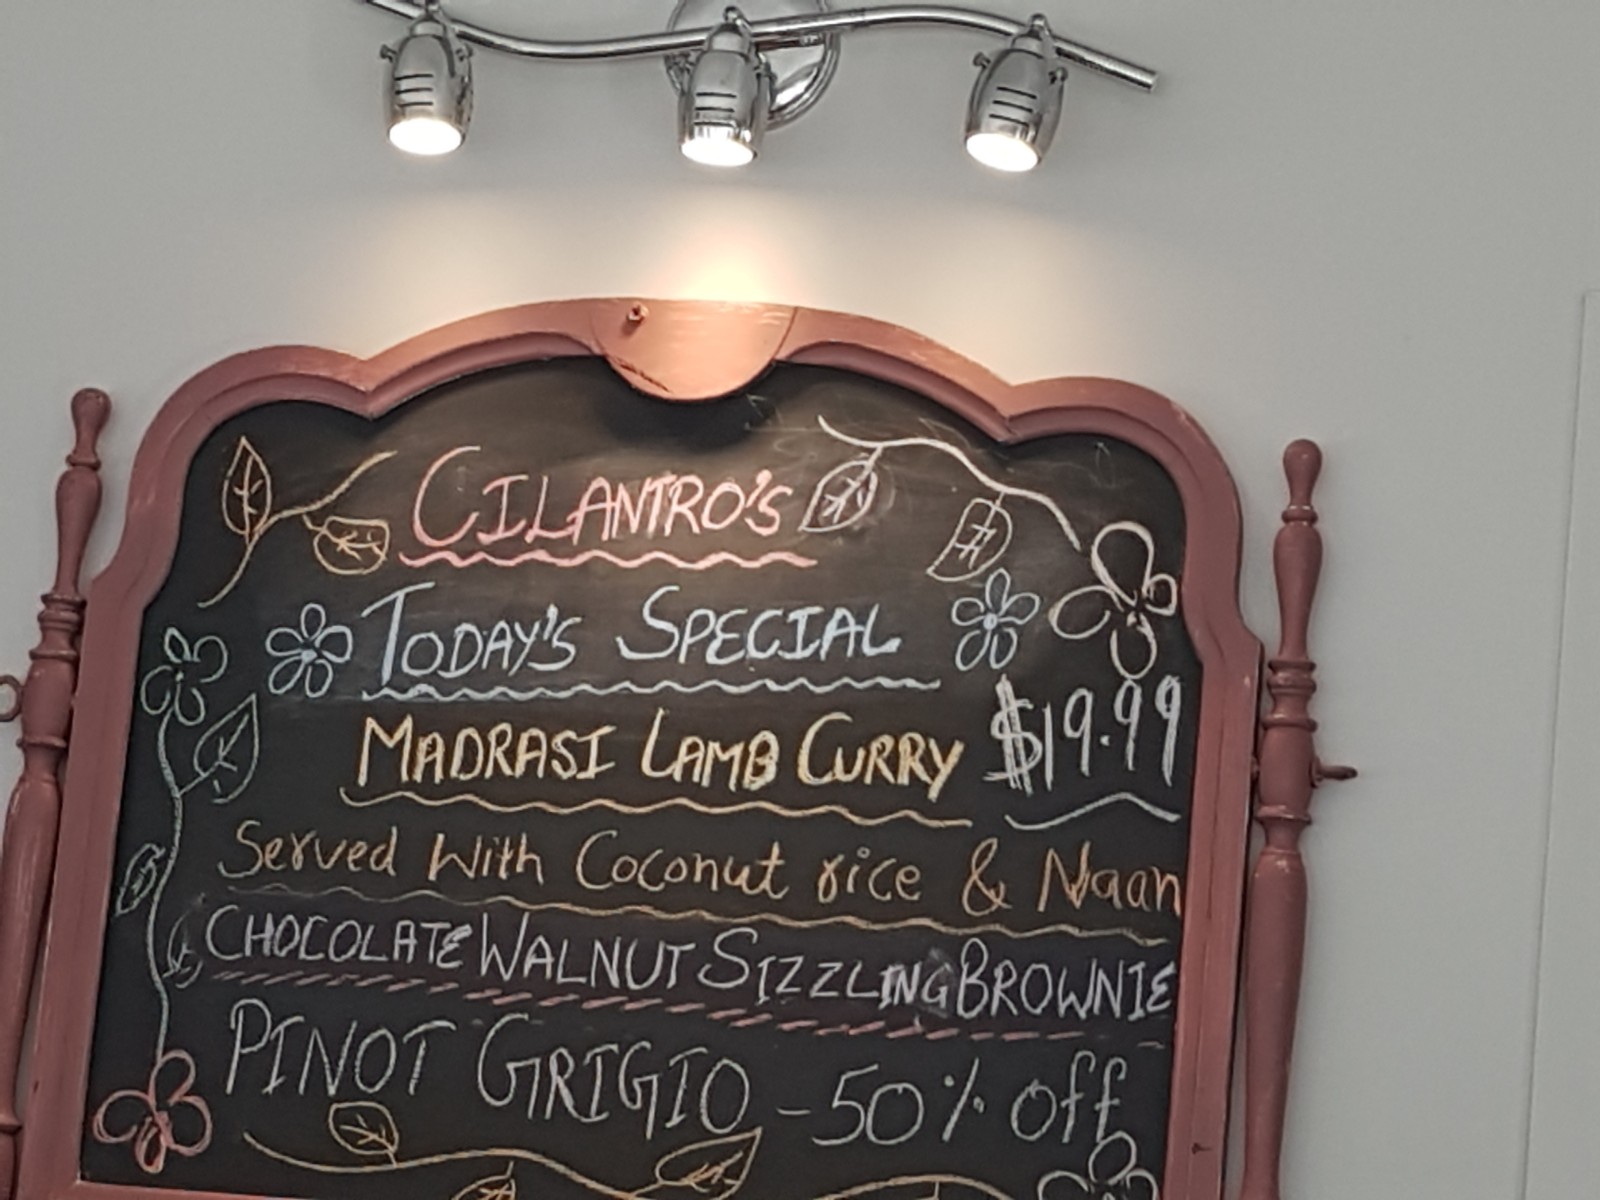 CILANTRO'S
TODAY'S SPECIAL
MADRASI LAMB CURRY $19.99
Served With Coconut rice & Naan
CHOCOLATE WALNUT SIZZLING BROWNIE
PINOT GRIGIO - 50% off